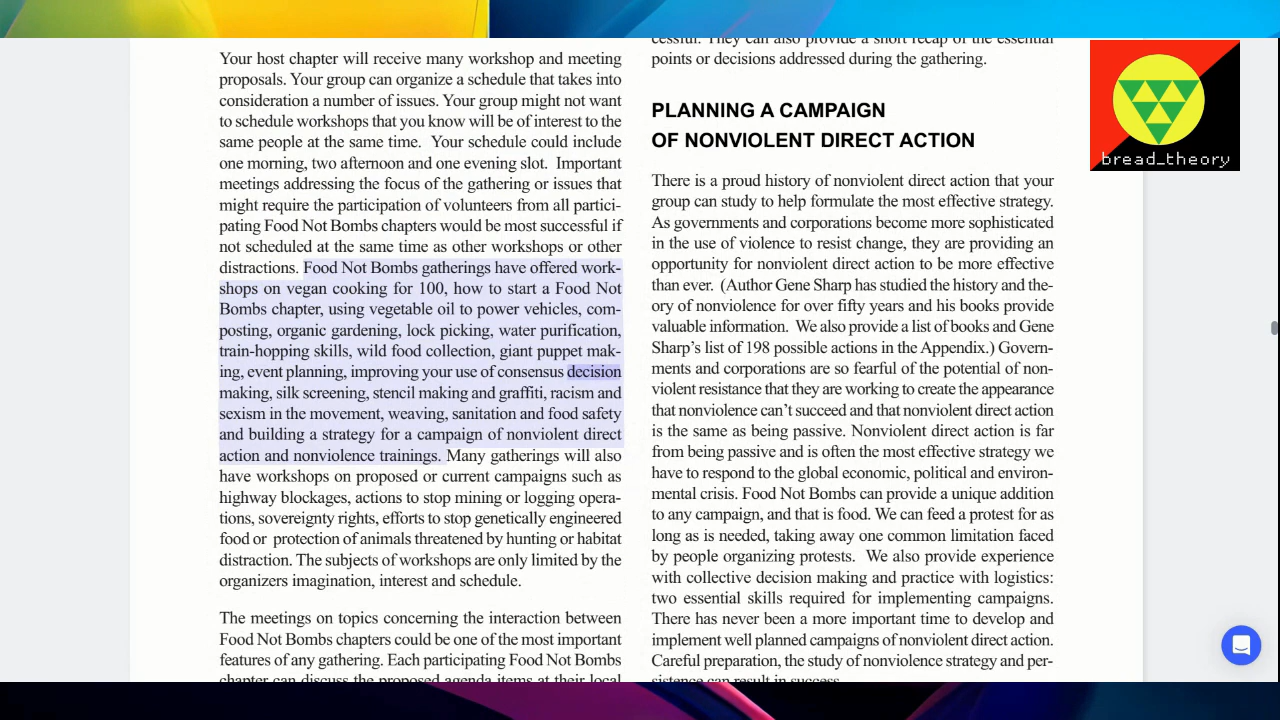 Your host chapter will receive many workshop and meeting
proposals. Your group can organize a schedule that takes into
consideration a number of issues. Your group might not want
to schedule workshops that you know will be of interest to the
same people at the same time.  Your schedule could include
one morning, two afternoon and one evening slot.  Important
meetings addressing the focus of the gathering or issues that
might require the participation of volunteers from all partici-
pating Food Not Bombs chapters would be most successful if
not scheduled at the same time as other workshops or other
distractions. Food Not Bombs gatherings have offered work-
shops on vegan cooking for 100, how to start a Food Not
Bombs chapter, using vegetable oil to power vehicles, com-
posting, organic gardening, lock picking, water purification,
train-hopping skills, wild food collection, giant puppet mak-
ing, event planning, improving your use of consensus decision
making, silk screening, stencil making and graffiti, racism and
sexism in the movement, weaving, sanitation and food safety
and building a strategy for a campaign of nonviolent direct
action and nonviolence trainings. Many gatherings will also
have workshops on proposed or current campaigns such as
highway blockages, actions to stop mining or logging opera-
tions, sovereignty rights, efforts to stop genetically engineered
food or  protection of animals threatened by hunting or habitat
distraction. The subjects of workshops are only limited by the
organizers imagination, interest and schedule.
The meetings on topics concerning the interaction between
Food Not Bombs chapters could be one of the most important
features of any gathering. Each participating Food Not Bombs
chapter can discuss the proposed agenda items at their local
cessful. They can also provide a short recap of the essential
points or decisions addressed during the gathering.
PLANNING A CAMPAIGN
OF NONVIOLENT DIRECT ACTION
There is a proud history of nonviolent direct action that your
group can study to help formulate the most effective strategy.
As governments and corporations become more sophisticated
in the use of violence to resist change, they are providing an
opportunity for nonviolent direct action to be more effective
than ever.  (Author Gene Sharp has studied the history and the-
ory of nonviolence for over fifty years and his books provide
valuable information.  We also provide a list of books and Gene
Sharp's list of 198 possible actions in the Appendix.) Govern-
ments and corporations are so fearful of the potential of non-
violent resistance that they are working to create the appearance
that nonviolence can't succeed and that nonviolent direct action
is the same as being passive. Nonviolent direct action is far
from being passive and is often the most effective strategy we
have to respond to the global economic, political and environ-
mental crisis. Food Not Bombs can provide a unique addition
to any campaign, and that is food. We can feed a protest for as
long as is needed, taking away one common limitation faced
by people organizing protests.  We also provide experience
with collective decision making and practice with logistics:
two essential skills required for implementing campaigns.
There has never been a more important time to develop and
implement well planned campaigns of nonviolent direct action.
Careful preparation, the study of nonviolence strategy and per-
sistence can result in success.
bread_theory